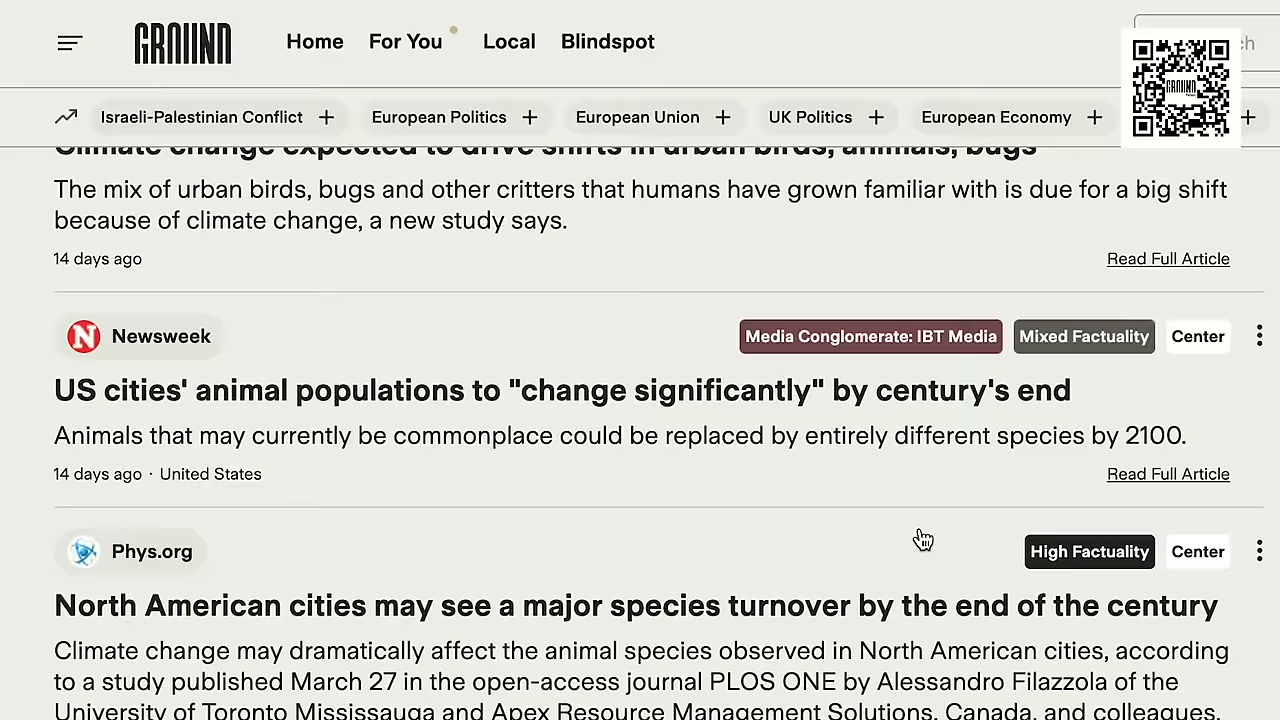 GROUND
Home
For You
Local
Blindspot
ch
Israeli-Palestinian Conflict +
European Politics +
European Union +
UK Politics +
European Economy +
+
GROUND
Climate change expected to drive shifts in urban birds, animals, bugs
The mix of urban birds, bugs and other critters that humans have grown familiar with is due for a big shift
because of climate change, a new study says.
14 days ago
Read Full Article
N Newsweek
Media Conglomerate: IBT Media
Mixed Factuality
Center
US cities' animal populations to "change significantly" by century's end
Animals that may currently be commonplace could be replaced by entirely different species by 2100.
14 days ago · United States
Read Full Article
Phys.org
High Factuality
Center
North American cities may see a major species turnover by the end of the century
Climate change may dramatically affect the animal species observed in North American cities, according
to a study published March 27 in the open-access journal PLOS ONE by Alessandro Filazzola of the
University of Toronto Mississauga and Apex Resource Management Solutions, Canada, and colleagues.